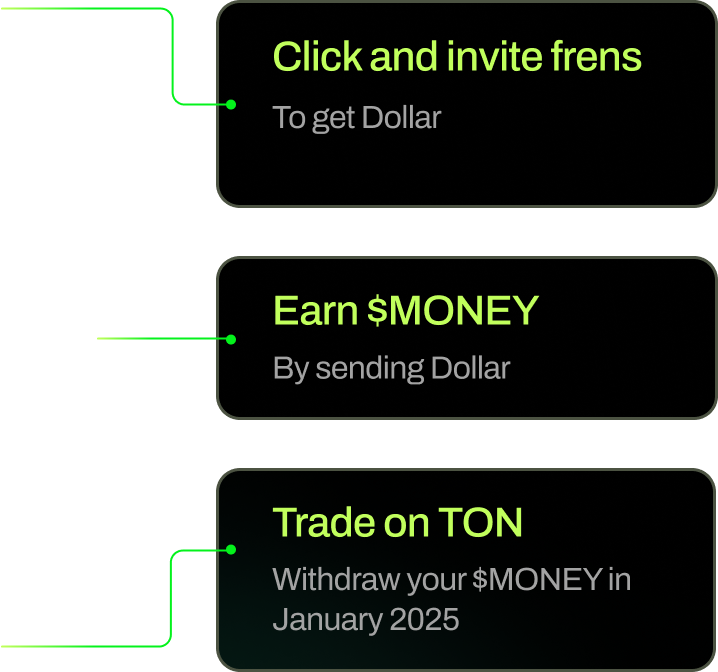 Click and invite frens
To get Dollar
Earn $MONEY
By sending Dollar
Trade on TON
Withdraw your $MONEY in
January 2025